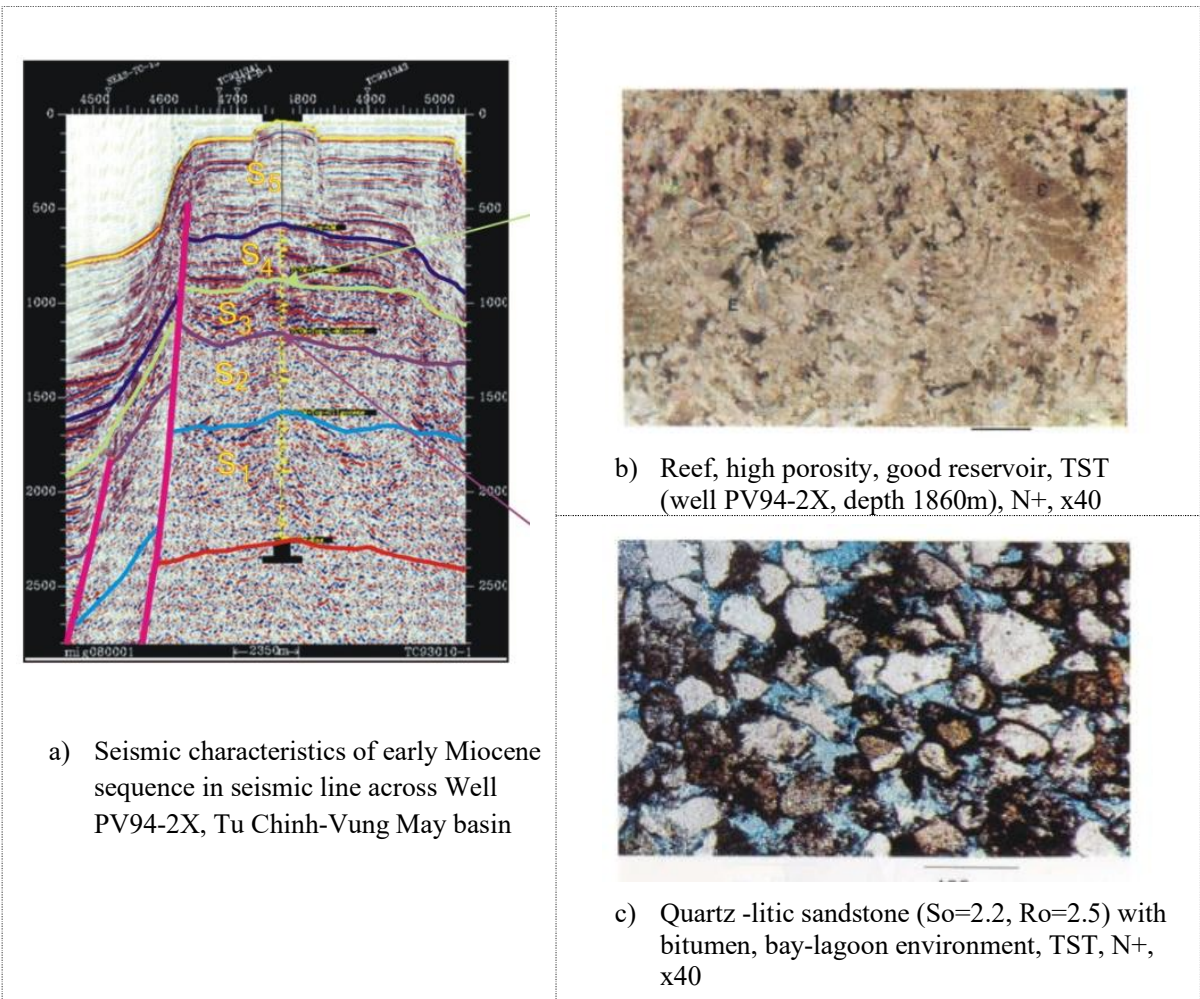 4500 4600 4700 4800 4900 5000
0 0
S5
500 500
S4
1000 1000
S3
S2
1500 1500
S1
2000 2000
2500 2500
mig080001 2350m TC93010-1
a) Seismic characteristics of early Miocene
sequence in seismic line across Well
PV94-2X, Tu Chinh-Vung May basin
E
b) Reef, high porosity, good reservoir, TST
(well PV94-2X, depth 1860m), N+, x40
c) Quartz -litic sandstone (So=2.2, Ro=2.5) with
bitumen, bay-lagoon environment, TST, N+,
x40